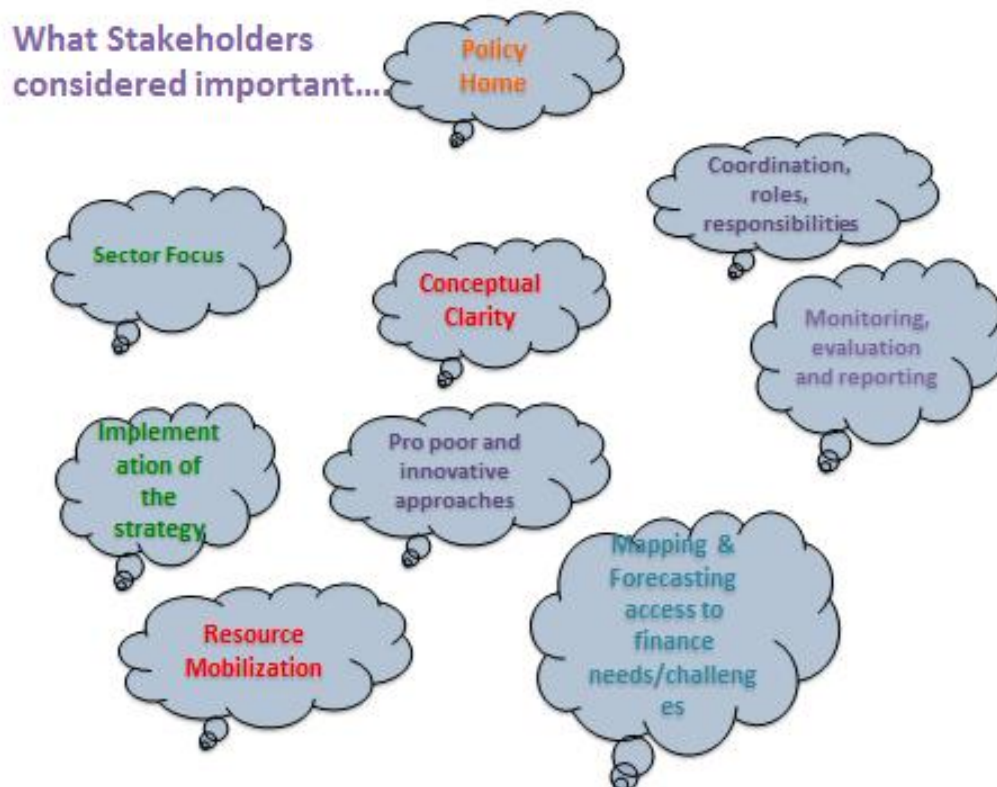 What Stakeholders
considered important....
Policy
Home
Coordination,
roles,
responsibilities
Sector Focus
Conceptual
Clarity
Monitoring,
evaluation
and reporting
Implement
ation of
the
strategy
Pro poor and
innovative
approaches
Mapping &
Forecasting
access to
finance
needs/challeng
es
Resource
Mobilization